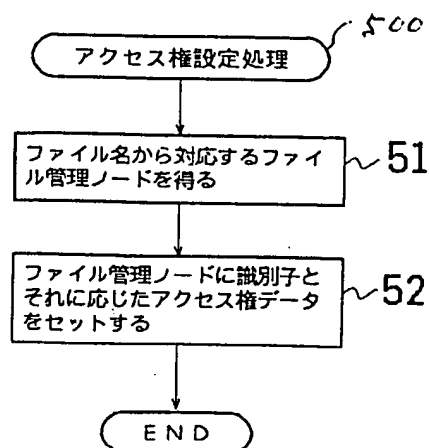 500
アクセス権設定処理
ファイル名から対応するファイ
ル管理ノードを得る
51
ファイル管理ノードに識別子と
それに応じたアクセス権データ
をセットする
52
END